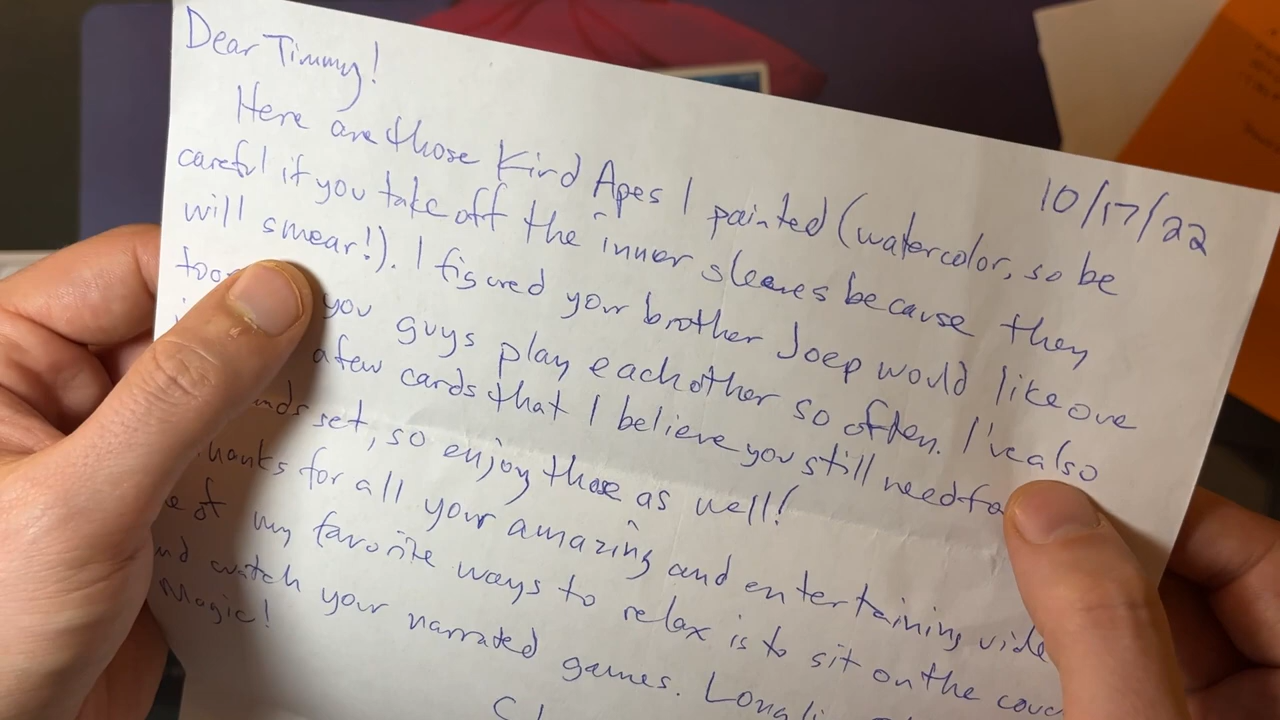 Dear Timmy!
10/17/22
Here are those Kird Apes I painted (watercolor, so be
careful if you take off the inner sleeves because they
will smear!). I figured your brother Joep would like one
too you guys play each other so often. I've also
a few cards that I believe you still need
set, so enjoy those as well!
for all your amazing and entertaining
of my favorite ways to relax is to sit on the
watch your narrated games. Long
Magic!